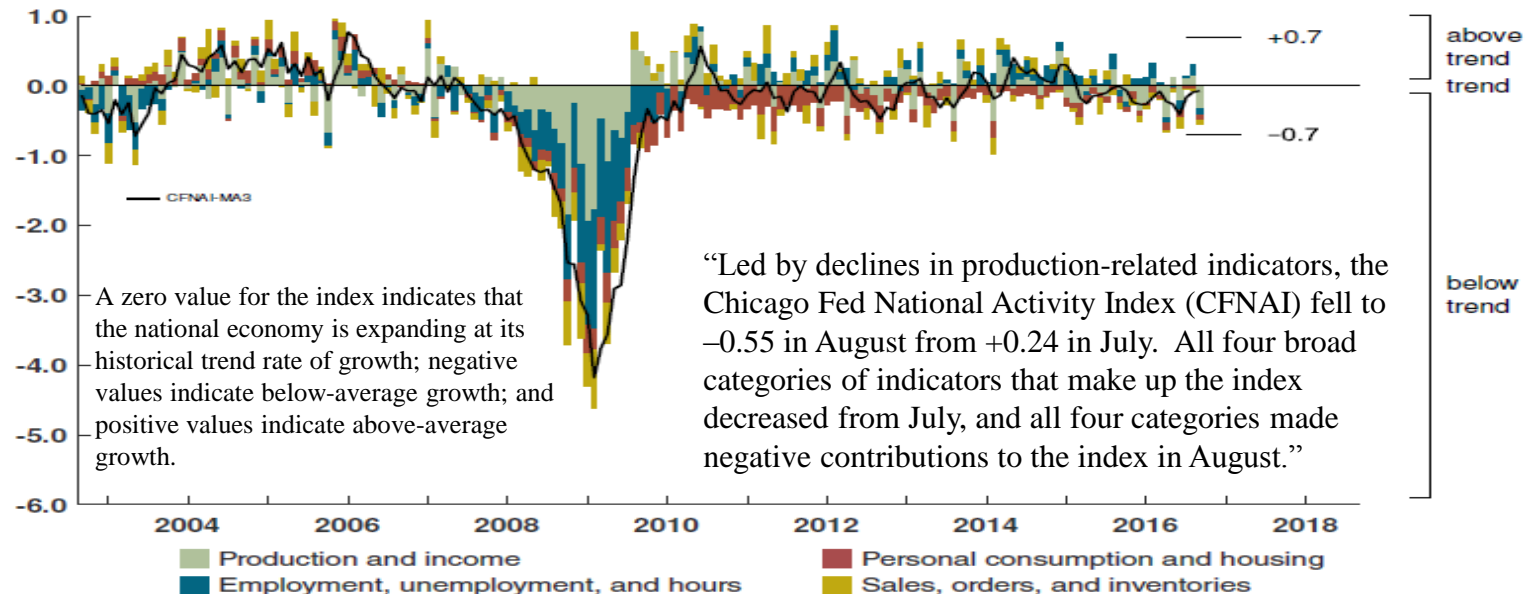 1.0
0.0
-1.0
-2.0
-3.0
-4.0
-5.0
-6.0
+0.7
−0.7
above
trend
trend
below
trend
CFNAI-MA3
A zero value for the index indicates that
the national economy is expanding at its
historical trend rate of growth; negative
values indicate below-average growth; and
positive values indicate above-average
growth.
“Led by declines in production-related indicators, the
Chicago Fed National Activity Index (CFNAI) fell to
–0.55 in August from +0.24 in July.  All four broad
categories of indicators that make up the index
decreased from July, and all four categories made
negative contributions to the index in August.”
2004 2006 2008 2010 2012 2014 2016 2018
Production and income Personal consumption and housing
Employment, unemployment, and hours Sales, orders, and inventories